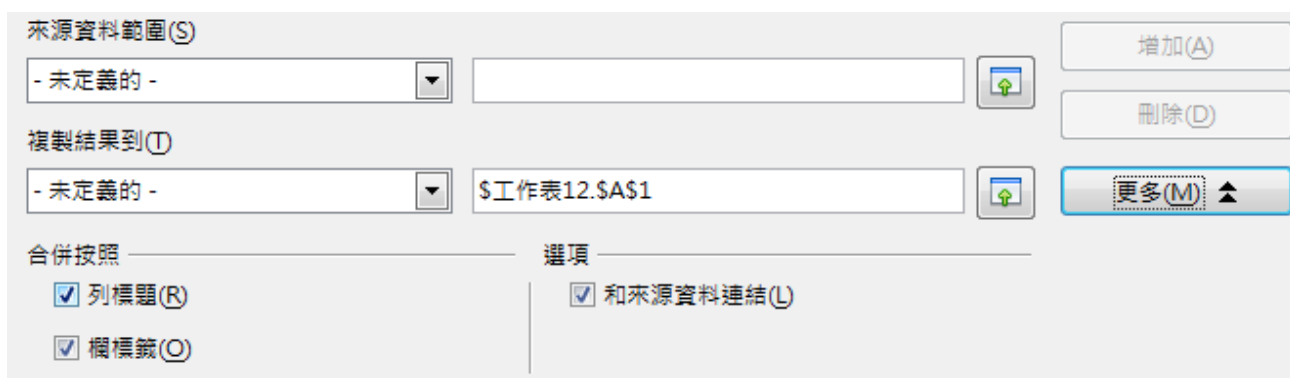 來源資料範圍(S)
增加(A)
- 未定義的 -
刪除(D)
複製結果到(T)
- 未定義的 - $工作表12.$A$1 更多(M)
合併按照 選項
列標題(R) 和來源資料連結(L)
欄標籤(O)